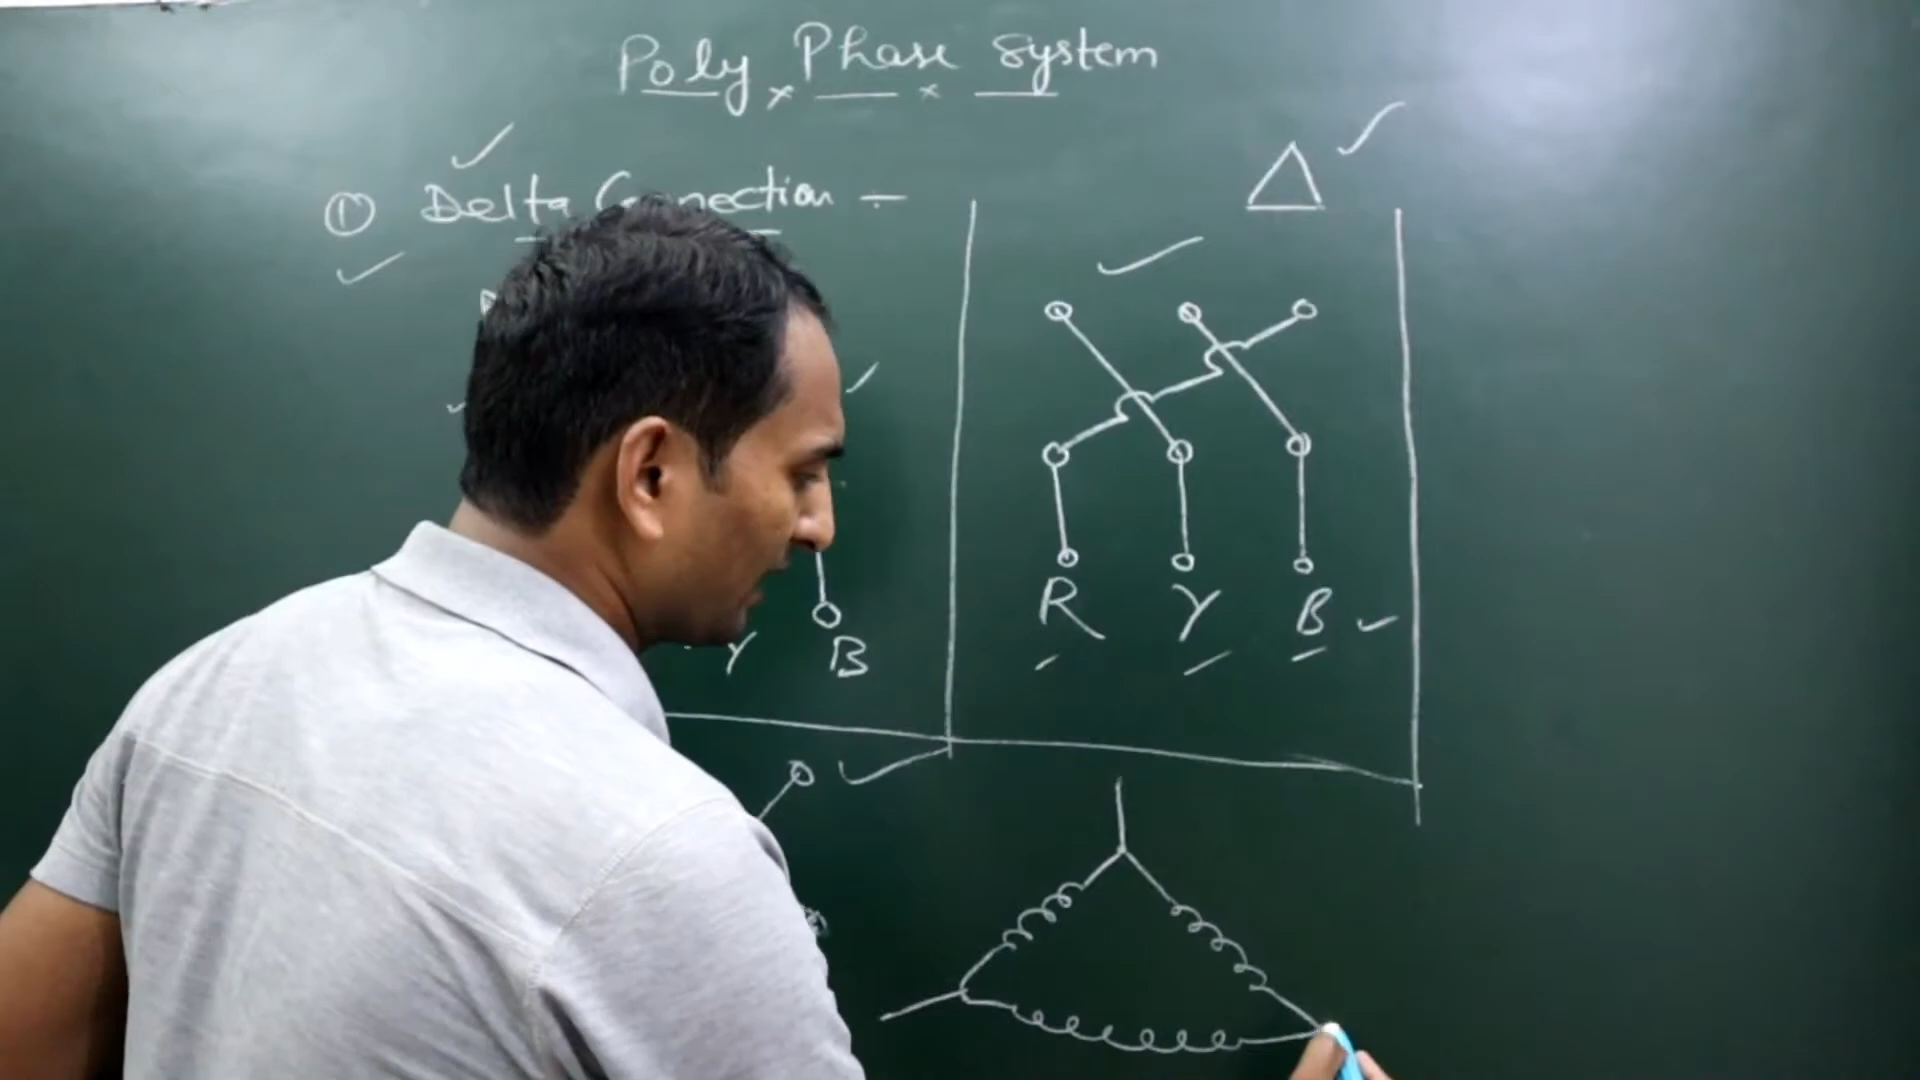 Poly Phase System
① Delta Connection :-
Δ
R Y B
Y B